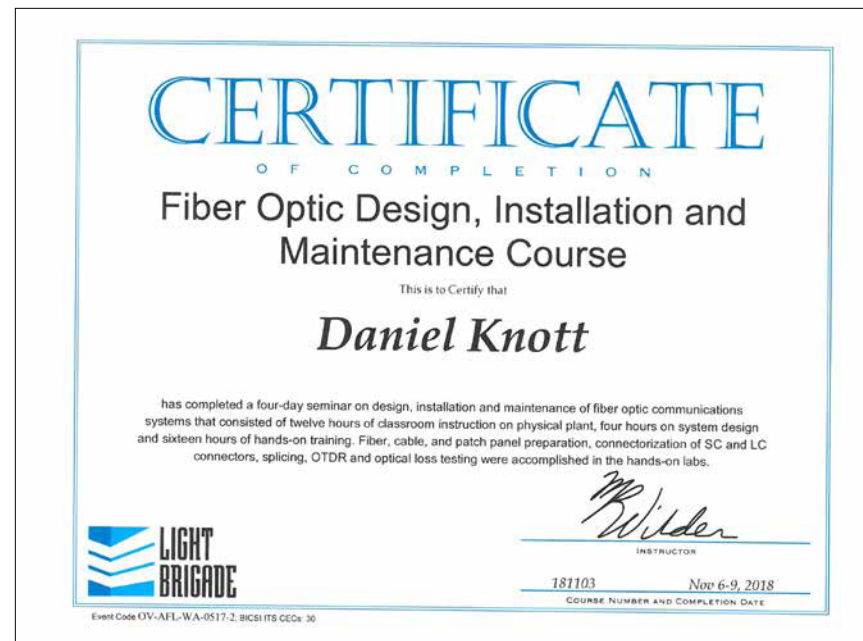 CERTIFICATE
OF COMPLETION
Fiber Optic Design, Installation and
Maintenance Course
This is to Certify that
Daniel Knott
has completed a four-day seminar on design, installation and maintenance of fiber optic communications
systems that consisted of twelve hours of classroom instruction on physical plant, four hours on system design
and sixteen hours of hands-on training. Fiber, cable, and patch panel preparation, connectorization of SC and LC
connectors, splicing, OTDR and optical loss testing were accomplished in the hands-on labs.
MRWilder
INSTRUCTOR
LIGHT
BRIGADE
181103 Nov 6-9, 2018
COURSE NUMBER AND COMPLETION DATE
Event Code OV-AFL-WA-0517-2; BICSI ITS CECs: 30